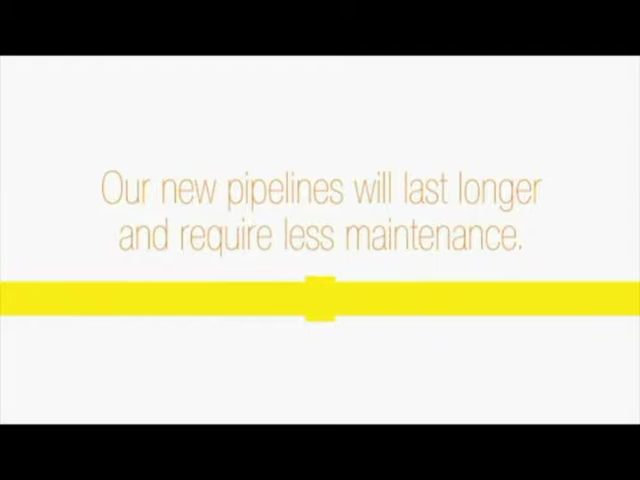 Our new pipelines will last longer
and require less maintenance.